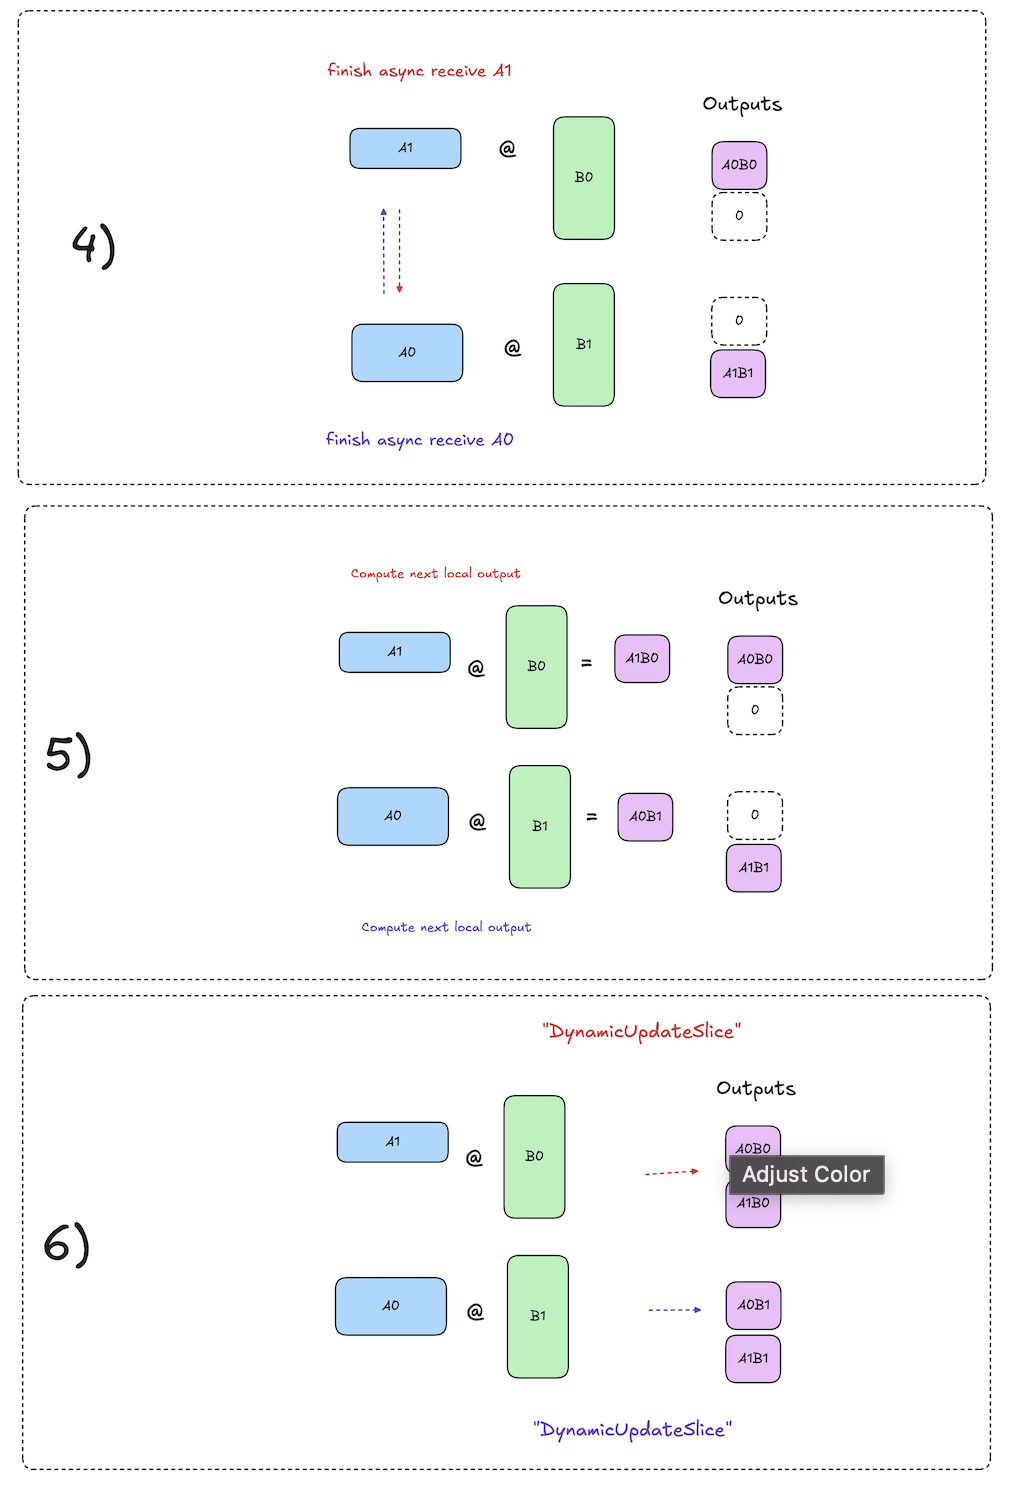 finish async receive A1
Outputs
A1
@
B0
A0B0
0
4)
A0
@
B1
0
A1B1
finish async receive A0
Compute next local output
Outputs
A1
@
B0
=
A1B0
A0B0
0
5)
A0
@
B1
=
A0B1
0
A1B1
Compute next local output
"DynamicUpdateSlice"
Outputs
A1
@
B0
A0B0
Adjust Color
A1B0
6)
A0
@
B1
A0B1
A1B1
"DynamicUpdateSlice"